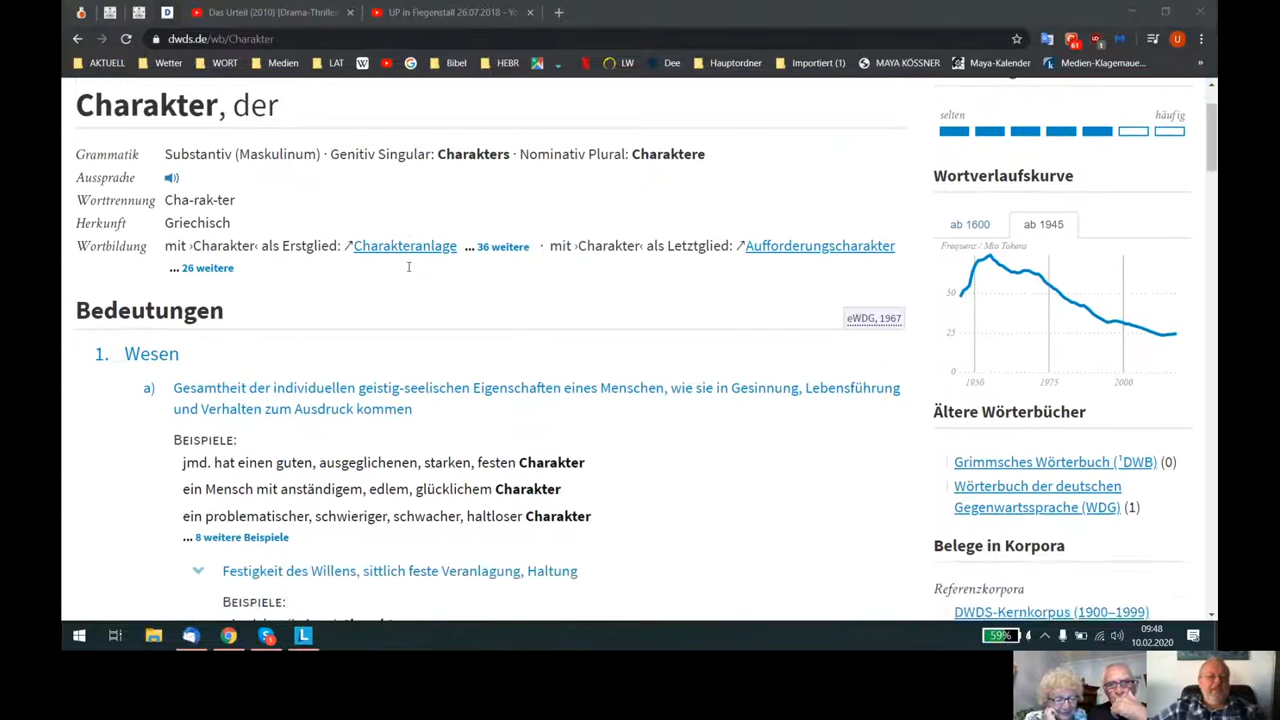 Das Urteil (2010) [Drama-Thrille
UP in Fiegenstall 26.07.2018 - Yo
dwds.de/wb/Charakter
61
1
U
AKTUELL Wetter WORT Medien LAT Bibel HEBR LW Dee Hauptordner Importiert (1) MAYA KÖSSNER Maya-Kalender Medien-Klagemaue... »
Charakter, der
Grammatik Substantiv (Maskulinum) · Genitiv Singular: Charakters · Nominativ Plural: Charaktere
Aussprache
Worttrennung Cha-rak-ter
Herkunft Griechisch
Wortbildung mit ›Charakter‹ als Erstglied: ↗Charakteranlage ... 36 weitere · mit ›Charakter‹ als Letztglied: ↗Aufforderungscharakter
... 26 weitere
Bedeutungen
eWDG, 1967
1. Wesen
a) Gesamtheit der individuellen geistig-seelischen Eigenschaften eines Menschen, wie sie in Gesinnung, Lebensführung
und Verhalten zum Ausdruck kommen
BEISPIELE:
jmd. hat einen guten, ausgeglichenen, starken, festen Charakter
ein Mensch mit anständigem, edlem, glücklichem Charakter
ein problematischer, schwieriger, schwacher, haltloser Charakter
... 8 weitere Beispiele
Festigkeit des Willens, sittlich feste Veranlagung, Haltung
BEISPIELE:
selten häufig
Wortverlaufskurve
ab 1600 ab 1945
Frequenz / Mio Tokens
50
25
0
1950 1975 2000
Ältere Wörterbücher
Grimmsches Wörterbuch (¹DWB) (0)
Wörterbuch der deutschen
Gegenwartssprache (WDG) (1)
Belege in Korpora
Referenzkorpora
DWDS-Kernkorpus (1900–1999)
59%
09:48
10.02.2020